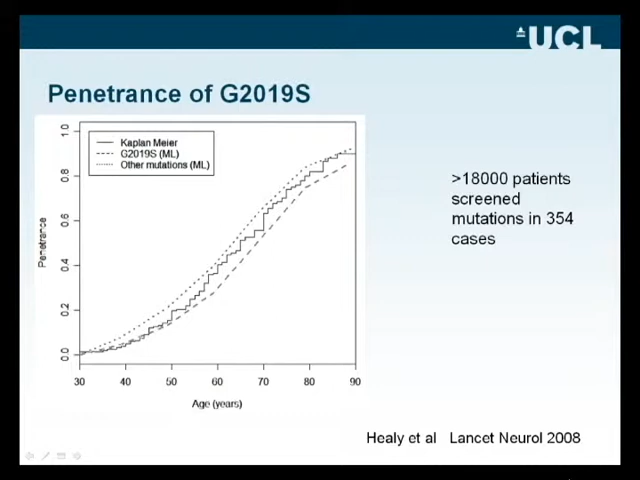 UCL
Penetrance of G2019S
Kaplan Meier
G2019S (ML)
Other mutations (ML)
Penetrance
1.0
0.8
0.6
0.4
0.2
0.0
30 40 50 60 70 80 90
Age (years)
>18000 patients
screened
mutations in 354
cases
Healy et al Lancet Neurol 2008